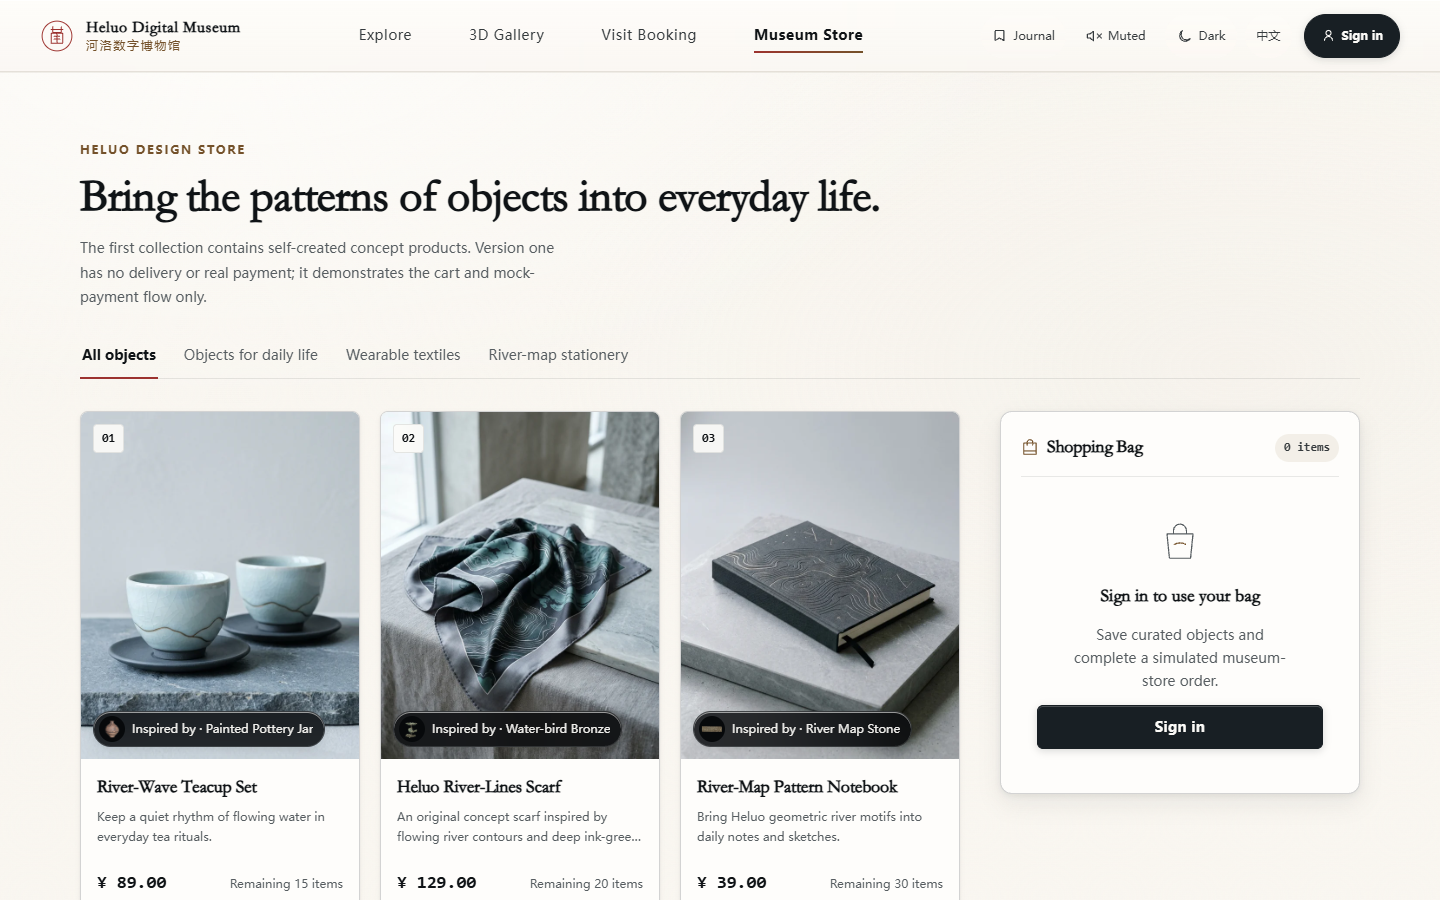 Heluo Digital Museum
河洛数字博物馆
Explore
3D Gallery
Visit Booking
Museum Store
Journal
Muted
Dark
中文
Sign in
HELUO DESIGN STORE
Bring the patterns of objects into everyday life.
The first collection contains self-created concept products. Version one
has no delivery or real payment; it demonstrates the cart and mock-
payment flow only.
All objects
Objects for daily life
Wearable textiles
River-map stationery
01
Inspired by · Painted Pottery Jar
River-Wave Teacup Set
Keep a quiet rhythm of flowing water in
everyday tea rituals.
¥ 89.00
Remaining 15 items
02
Inspired by · Water-bird Bronze
Heluo River-Lines Scarf
An original concept scarf inspired by
flowing river contours and deep ink-gree...
¥ 129.00
Remaining 20 items
03
Inspired by · River Map Stone
River-Map Pattern Notebook
Bring Heluo geometric river motifs into
daily notes and sketches.
¥ 39.00
Remaining 30 items
Shopping Bag
0 items
Sign in to use your bag
Save curated objects and
complete a simulated museum-
store order.
Sign in